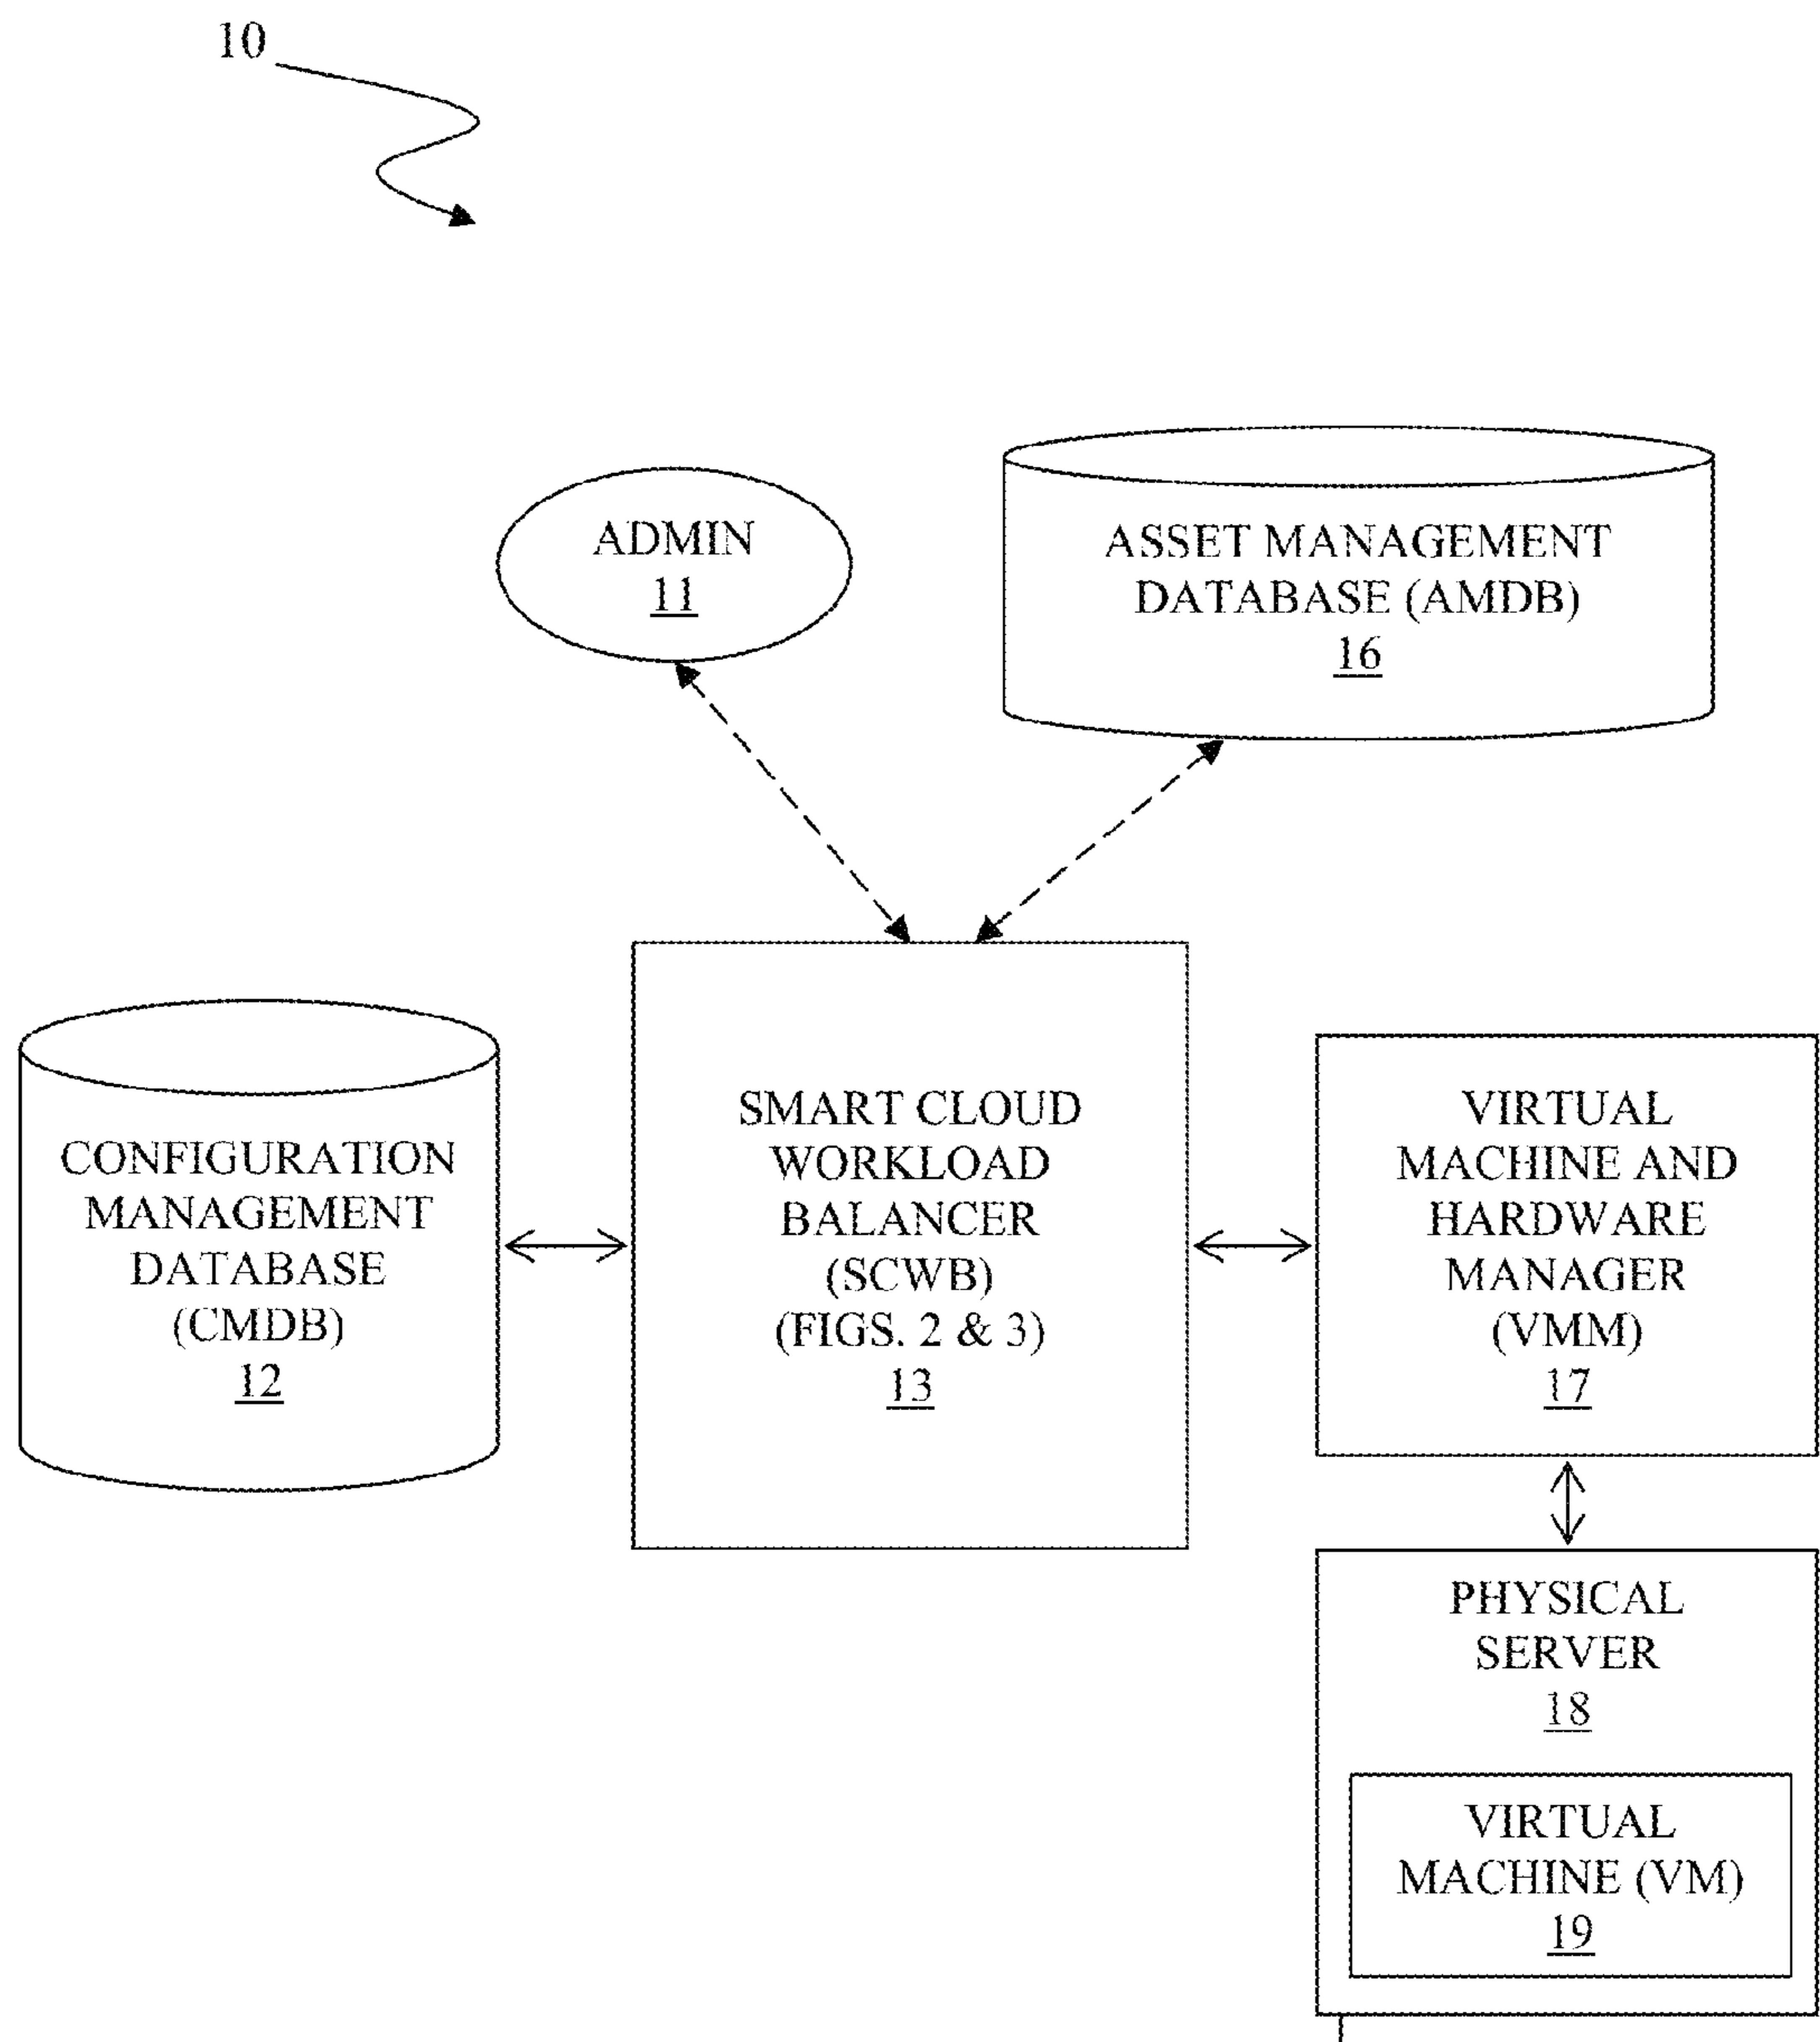 10
ADMIN
11
ASSET MANAGEMENT
DATABASE (AMDB)
16
CONFIGURATION
MANAGEMENT
DATABASE
(CMDB)
12
SMART CLOUD
WORKLOAD
BALANCER
(SCWB)
(FIGS. 2 & 3)
13
VIRTUAL
MACHINE AND
HARDWARE
MANAGER
(VMM)
17
PHYSICAL
SERVER
18
VIRTUAL
MACHINE (VM)
19